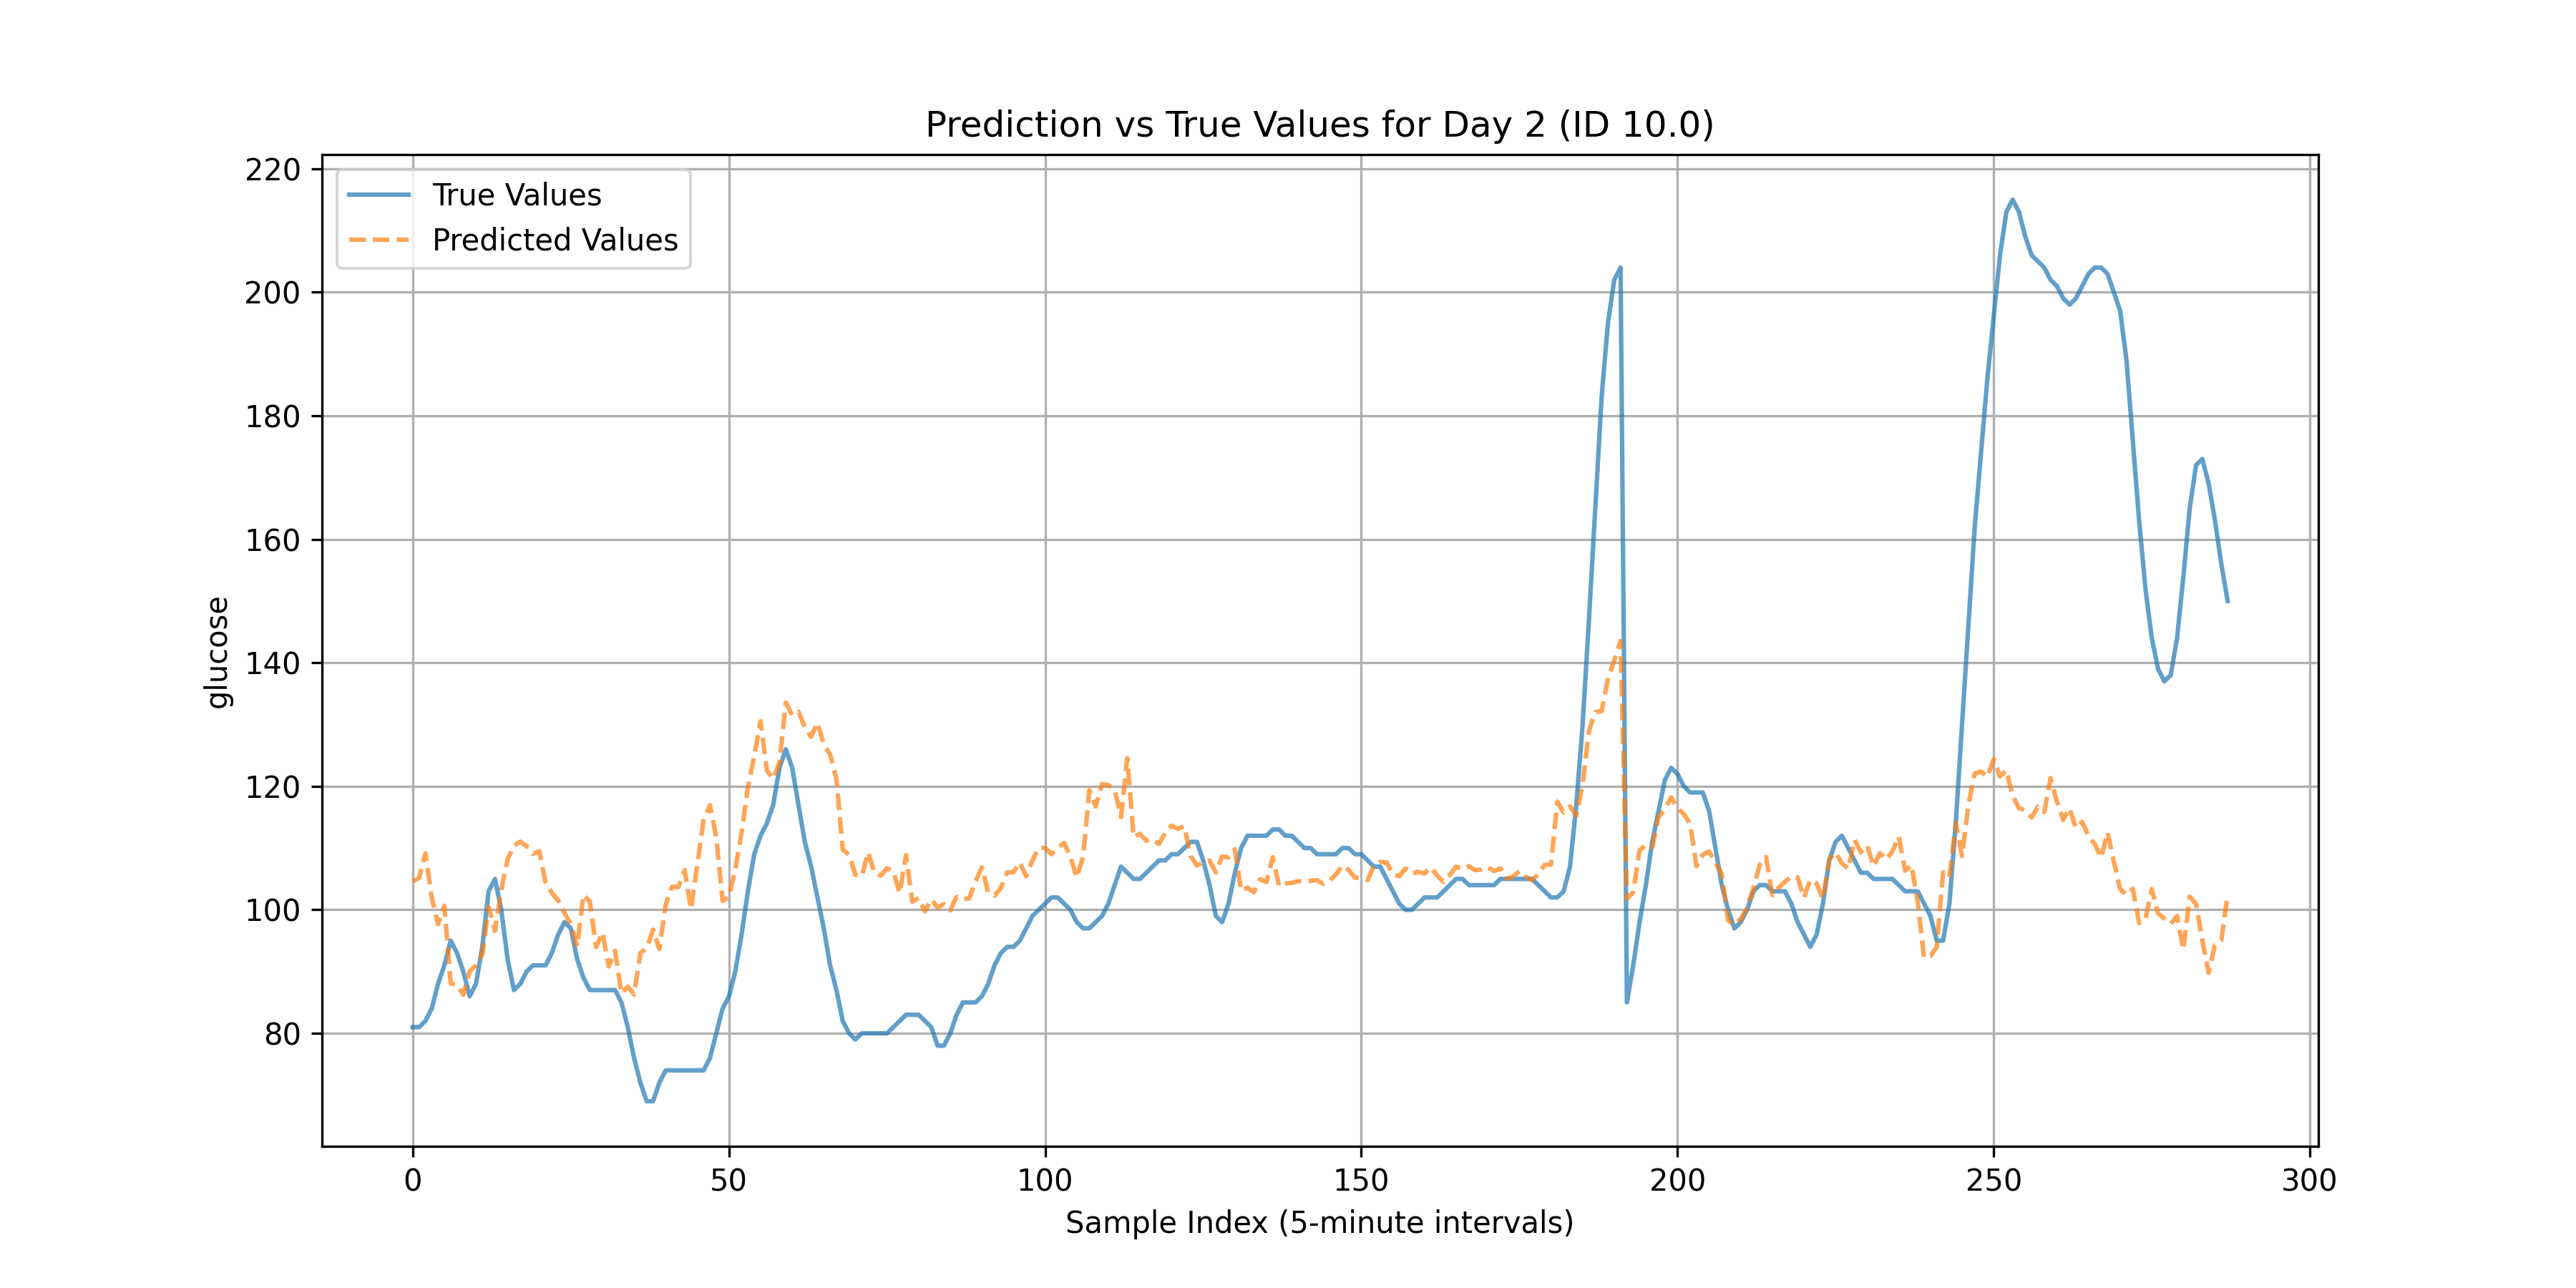 Prediction vs True Values for Day 2 (ID 10.0)
True Values
Predicted Values
220
200
180
160
140
120
100
80
glucose
0 50 100 150 200 250 300
Sample Index (5-minute intervals)